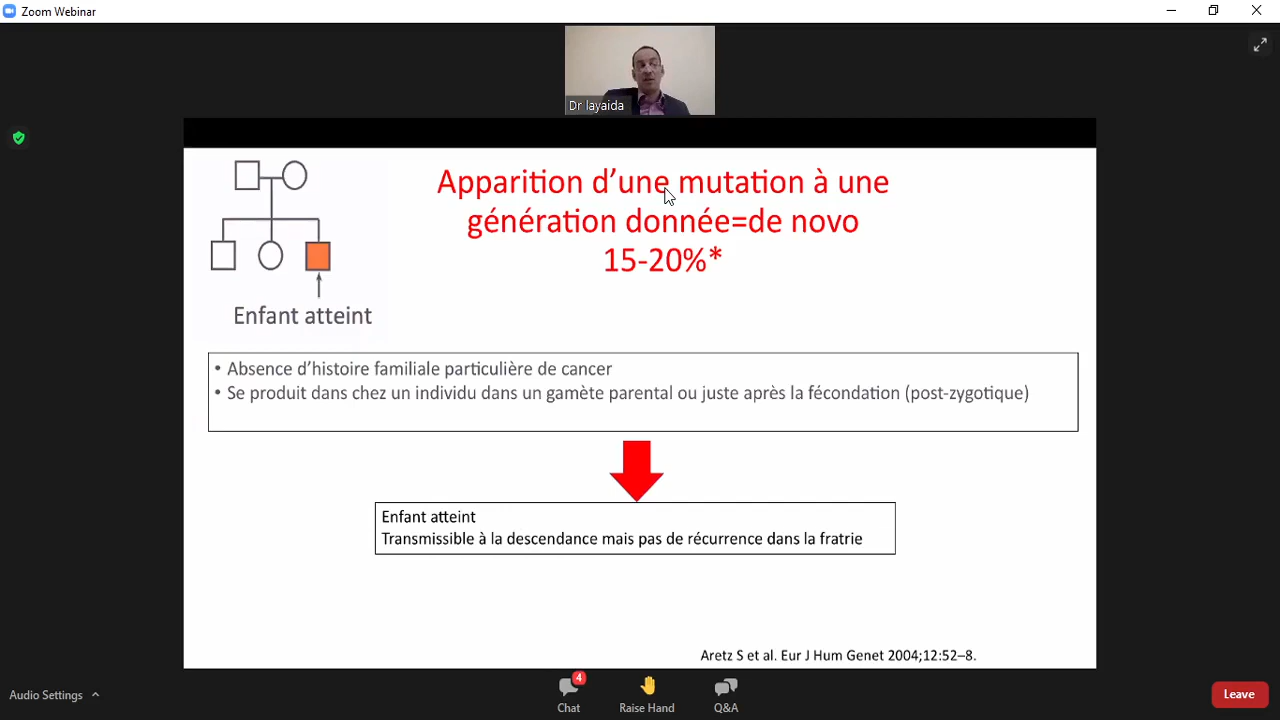 Zoom Webinar
Dr layaida
Apparition d’une mutation à une
génération donnée=de novo
15-20%*
Enfant atteint
• Absence d’histoire familiale particulière de cancer
• Se produit dans chez un individu dans un gamète parental ou juste après la fécondation (post-zygotique)
Enfant atteint
Transmissible à la descendance mais pas de récurrence dans la fratrie
Aretz S et al. Eur J Hum Genet 2004;12:52–8.
Audio Settings
4
Chat
Raise Hand
Q&A
Leave